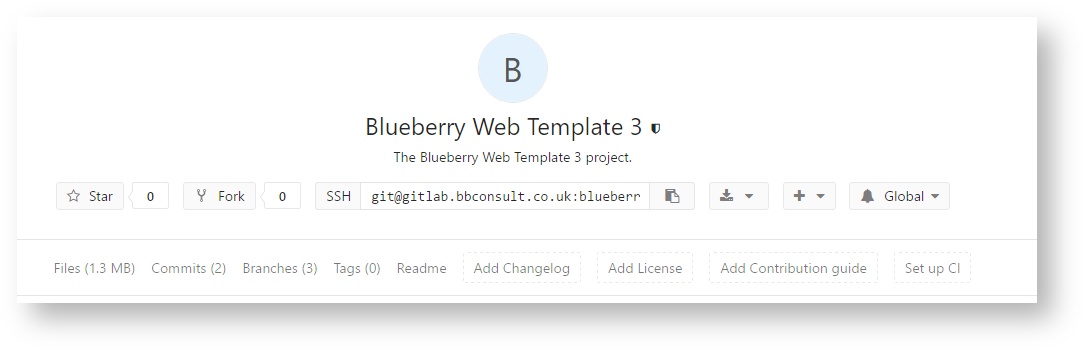 B
Blueberry Web Template 3
The Blueberry Web Template 3 project.
Star 0 Fork 0 SSH git@gitlab.bbconsult.co.uk:blueberr Global
Files (1.3 MB) Commits (2) Branches (3) Tags (0) Readme Add Changelog Add License Add Contribution guide Set up CI